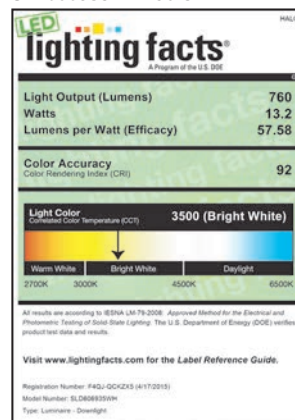 LED
HALO
lighting facts®
A Program of the U.S. DOE
Light Output (Lumens) 760
Watts 13.2
Lumens per Watt (Efficacy) 57.58
Color Accuracy
Color Rendering Index (CRI) 92
Light Color
Correlated Color Temperature (CCT) 3500 (Bright White)
Warm White Bright White Daylight
2700K 3000K 4500K 6500K
All results are according to IESNA LM-79-2008: Approved Method for the Electrical and
Photometric Testing of Solid-State Lighting. The U.S. Department of Energy (DOE) verifies
product test data and results.
Visit www.lightingfacts.com for the Label Reference Guide.
Registration Number: F4QJ-QCKZX5 (4/17/2015)
Model Number: SLD606935WH
Type: Luminaire - Downlight